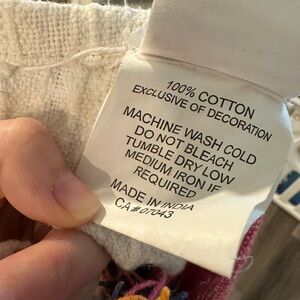 100% COTTON
EXCLUSIVE OF DECORATION
MACHINE WASH COLD
DO NOT BLEACH
TUMBLE DRY LOW
MEDIUM IRON IF
REQUIRED
MADE IN INDIA
CA # 07043